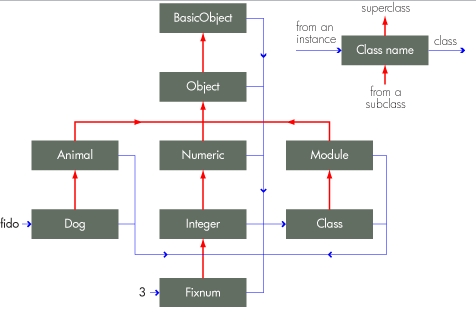 BasicObject
superclass
from an
instance
Class name
class
from a
subclass
Object
Animal
Numeric
Module
fido
Dog
Integer
Class
3
Fixnum